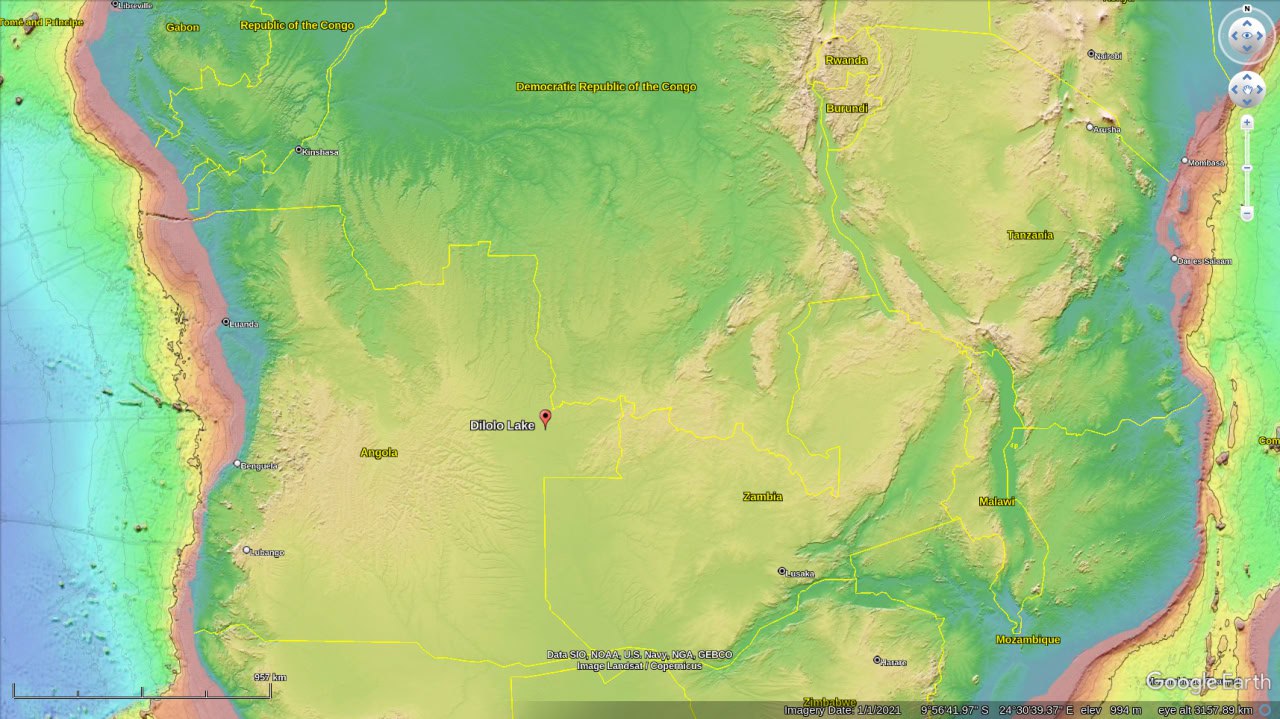 Libreville
Tomé and Principe
Gabon
Republic of the Congo
N
Nairobi
Rwanda
Democratic Republic of the Congo
Burundi
Arusha
Kinshasa
Mombasa
Tanzania
Dar es Salaam
Luanda
Dilolo Lake
Angola
Benguela
Zambia
Malawi
Lubango
Lusaka
Mozambique
Data SIO, NOAA, U.S. Navy, NGA, GEBCO
Image Landsat / Copernicus
Harare
957 km
Google Earth
Zimbabwe
Imagery Date: 1/1/2021 9°56'41.97" S 24°30'39.37" E elev 994 m eye alt 3157.89 km